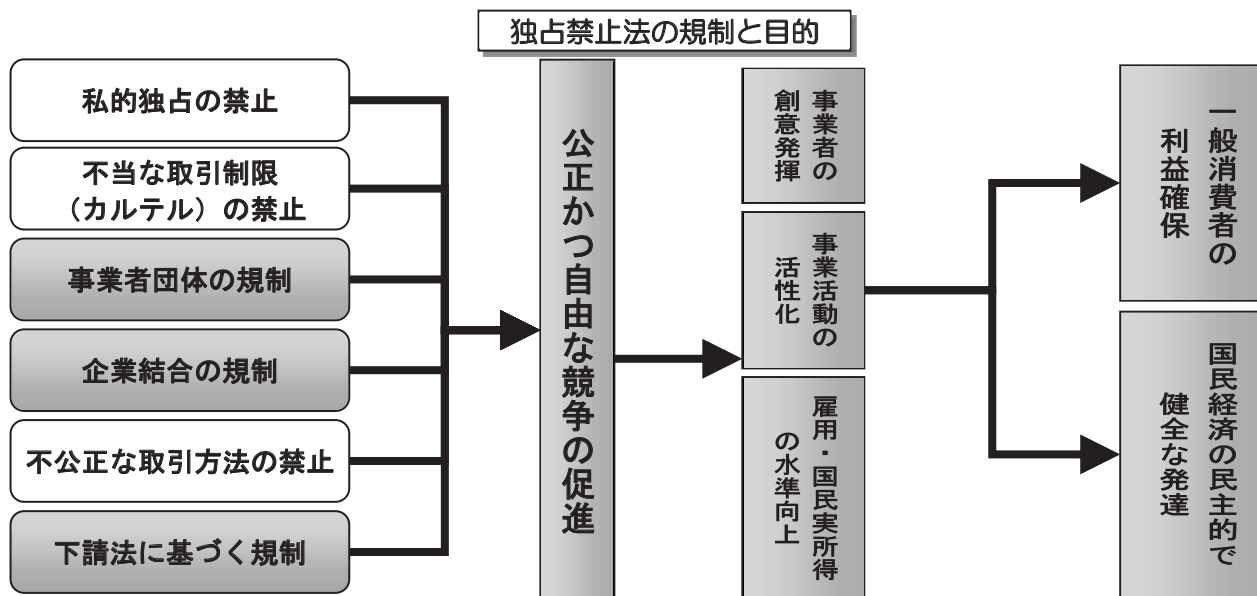 独占禁止法の規制と目的
私的独占の禁止
不当な取引制限
（カルテル）の禁止
事業者団体の規制
企業結合の規制
不公正な取引方法の禁止
下請法に基づく規制
公正かつ自由な競争の促進
事業者の
創意発揮
事業活動の
活性化
雇用・国民実所得
の水準向上
一般消費者の
利益確保
国民経済の民主的で
健全な発達